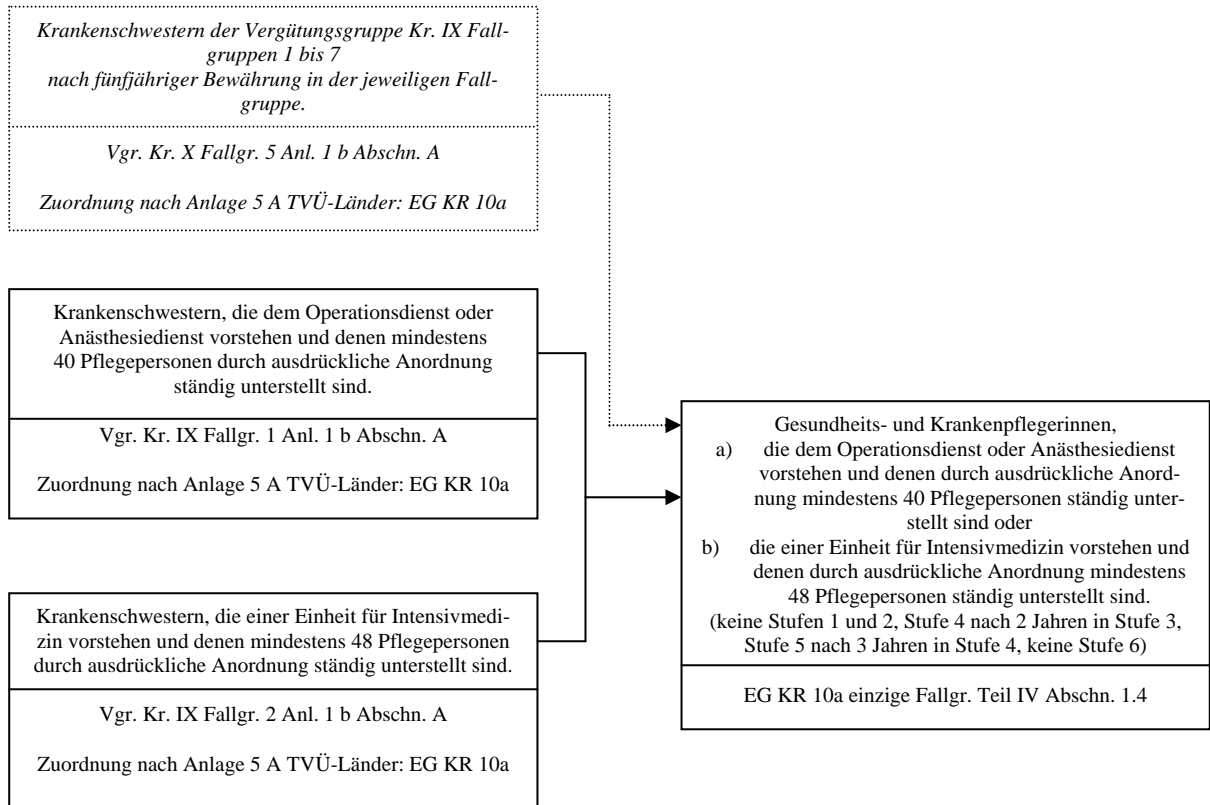 Krankenschwestern der Vergütungsgruppe Kr. IX Fall-
gruppen 1 bis 7
nach fünfjähriger Bewährung in der jeweiligen Fall-
gruppe.
Vgr. Kr. X Fallgr. 5 Anl. 1 b Abschn. A
Zuordnung nach Anlage 5 A TVÜ-Länder: EG KR 10a
Krankenschwestern, die dem Operationsdienst oder
Anästhesiedienst vorstehen und denen mindestens
40 Pflegepersonen durch ausdrückliche Anordnung
ständig unterstellt sind.
Vgr. Kr. IX Fallgr. 1 Anl. 1 b Abschn. A
Zuordnung nach Anlage 5 A TVÜ-Länder: EG KR 10a
Krankenschwestern, die einer Einheit für Intensivmedi-
zin vorstehen und denen mindestens 48 Pflegepersonen
durch ausdrückliche Anordnung ständig unterstellt sind.
Vgr. Kr. IX Fallgr. 2 Anl. 1 b Abschn. A
Zuordnung nach Anlage 5 A TVÜ-Länder: EG KR 10a
Gesundheits- und Krankenpflegerinnen,
a) die dem Operationsdienst oder Anästhesiedienst
vorstehen und denen durch ausdrückliche Anord-
nung mindestens 40 Pflegepersonen ständig unter-
stellt sind oder
b) die einer Einheit für Intensivmedizin vorstehen und
denen durch ausdrückliche Anordnung mindestens
48 Pflegepersonen ständig unterstellt sind.
(keine Stufen 1 und 2, Stufe 4 nach 2 Jahren in Stufe 3,
Stufe 5 nach 3 Jahren in Stufe 4, keine Stufe 6)
EG KR 10a einzige Fallgr. Teil IV Abschn. 1.4